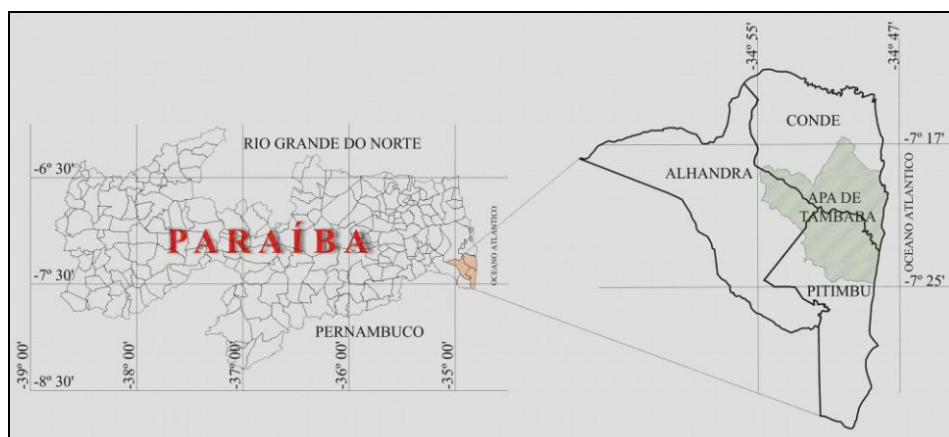 RIO GRANDE DO NORTE
-6º 30'
PARAÍBA
OCEANO ATLANTICO
-7º 30'
PERNAMBUCO
-8º 30'
-39º 00'
-38º 00'
-37º 00'
-36º 00'
-35º 00'
-34º 55'
-34º 47'
CONDE
-7º 17'
ALHANDRA
APA DE
TAMBABA
OCEANO ATLANTICO
PITIMBU
-7º 25'